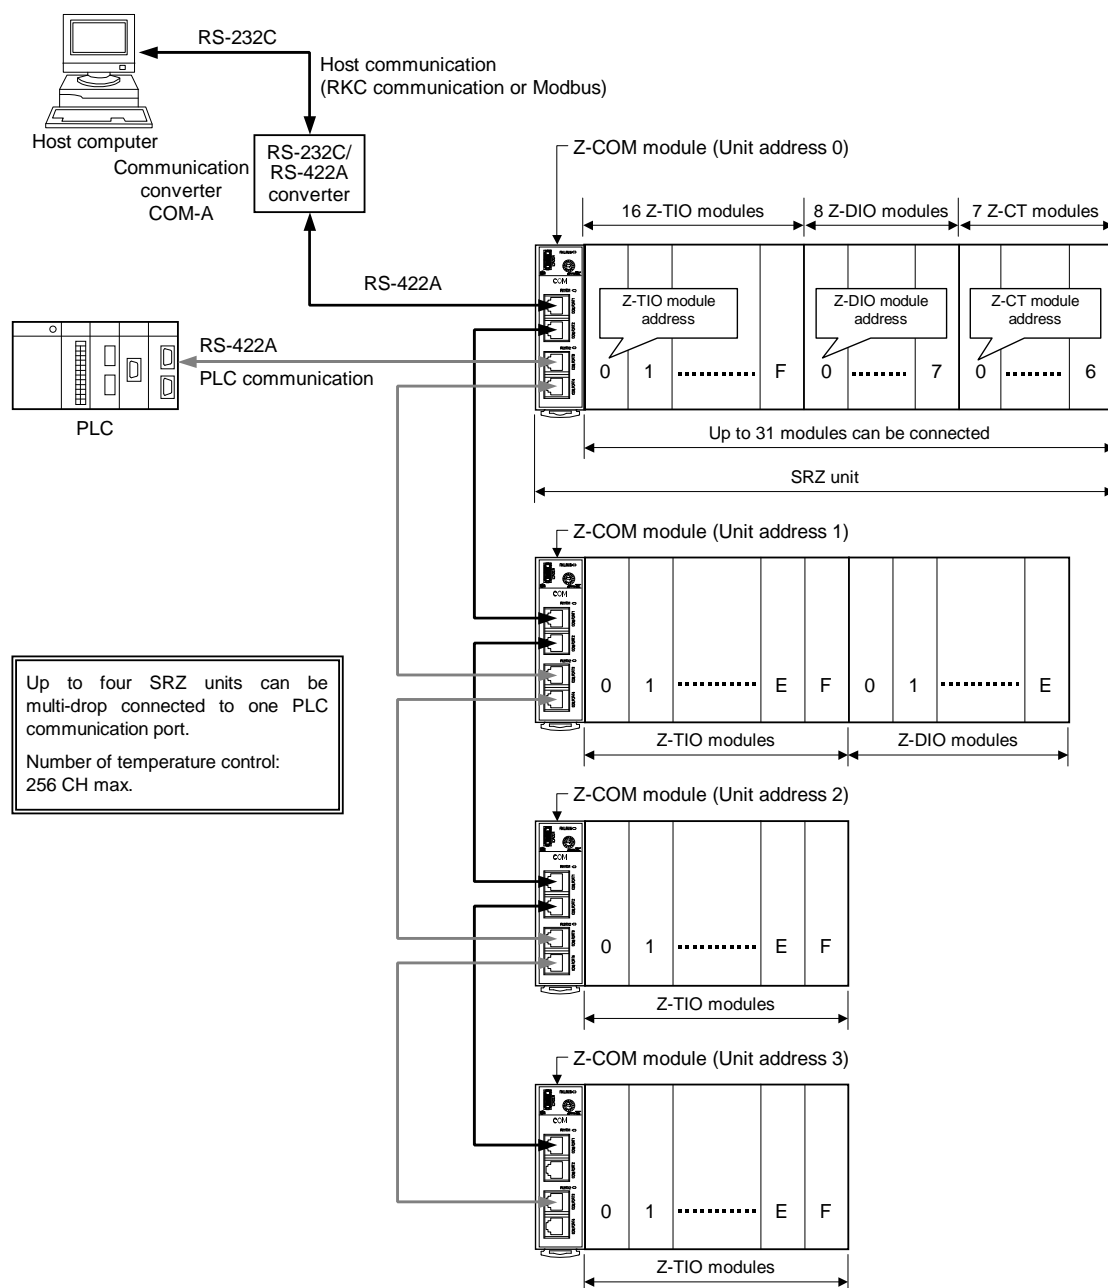 RS-232C
Host communication
(RKC communication or Modbus)
Host computer
Communication
converter
COM-A
RS-232C/
RS-422A
converter
Z-COM module (Unit address 0)
16 Z-TIO modules
8 Z-DIO modules
7 Z-CT modules
RS-422A
COM
Z-TIO module
address
Z-DIO module
address
Z-CT module
address
RS-422A
PLC communication
PLC
0 1 F 0 7 0 6
Up to 31 modules can be connected
SRZ unit
Z-COM module (Unit address 1)
COM
0 1 E F 0 1 E
Z-TIO modules
Z-DIO modules
Up to four SRZ units can be
multi-drop connected to one PLC
communication port.
Number of temperature control:
256 CH max.
Z-COM module (Unit address 2)
COM
0 1 E F
Z-TIO modules
Z-COM module (Unit address 3)
COM
0 1 E F
Z-TIO modules